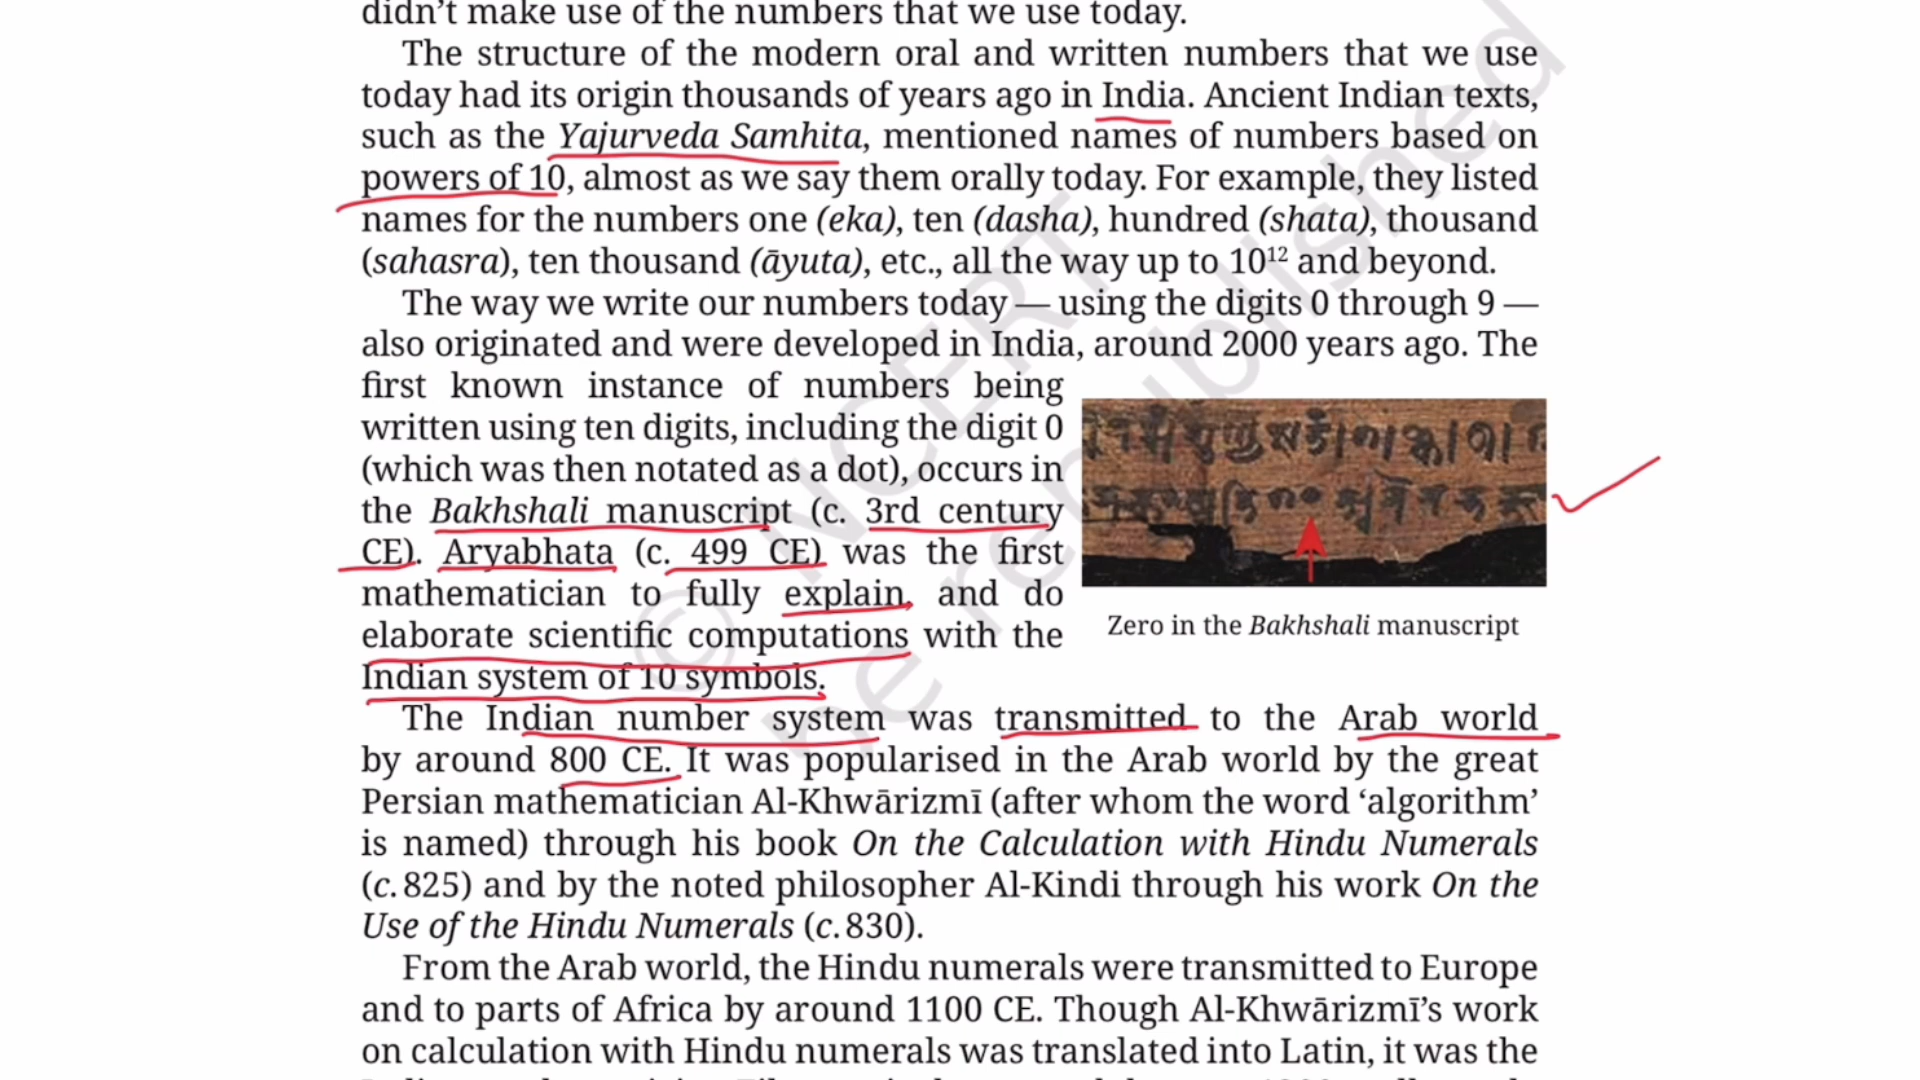 didn’t make use of the numbers that we use today.
The structure of the modern oral and written numbers that we use
today had its origin thousands of years ago in India. Ancient Indian texts,
such as the Yajurveda Samhita, mentioned names of numbers based on
powers of 10, almost as we say them orally today. For example, they listed
names for the numbers one (eka), ten (dasha), hundred (shata), thousand
(sahasra), ten thousand (āyuta), etc., all the way up to 10¹² and beyond.
The way we write our numbers today — using the digits 0 through 9 —
also originated and were developed in India, around 2000 years ago. The
first known instance of numbers being
written using ten digits, including the digit 0
(which was then notated as a dot), occurs in
the Bakhshali manuscript (c. 3rd century
CE). Aryabhata (c. 499 CE) was the first
mathematician to fully explain, and do
elaborate scientific computations with the
Indian system of 10 symbols.
Zero in the Bakhshali manuscript
The Indian number system was transmitted to the Arab world
by around 800 CE. It was popularised in the Arab world by the great
Persian mathematician Al-Khwārizmī (after whom the word ‘algorithm’
is named) through his book On the Calculation with Hindu Numerals
(c. 825) and by the noted philosopher Al-Kindi through his work On the
Use of the Hindu Numerals (c. 830).
From the Arab world, the Hindu numerals were transmitted to Europe
and to parts of Africa by around 1100 CE. Though Al-Khwārizmī’s work
on calculation with Hindu numerals was translated into Latin, it was the
© NCERT
be republished